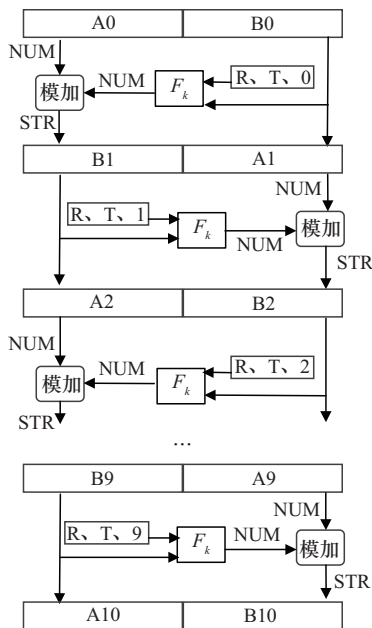 A0 B0
NUM
NUM
R、T、0
模加
F_k
STR
B1 A1
NUM
R、T、1
F_k
模加
NUM
STR
A2 B2
NUM
NUM
R、T、2
模加
F_k
STR
...
B9 A9
NUM
R、T、9
F_k
NUM
模加
STR
A10 B10